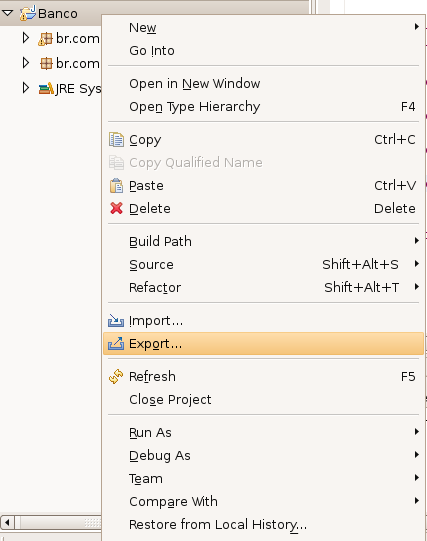 Banco
br.com
br.com
JRE Sys
New
Go Into
Open in New Window
Open Type Hierarchy F4
Copy Ctrl+C
Copy Qualified Name
Paste Ctrl+V
Delete Delete
Build Path
Source Shift+Alt+S
Refactor Shift+Alt+T
Import...
Export...
Refresh F5
Close Project
Run As
Debug As
Team
Compare With
Restore from Local History...